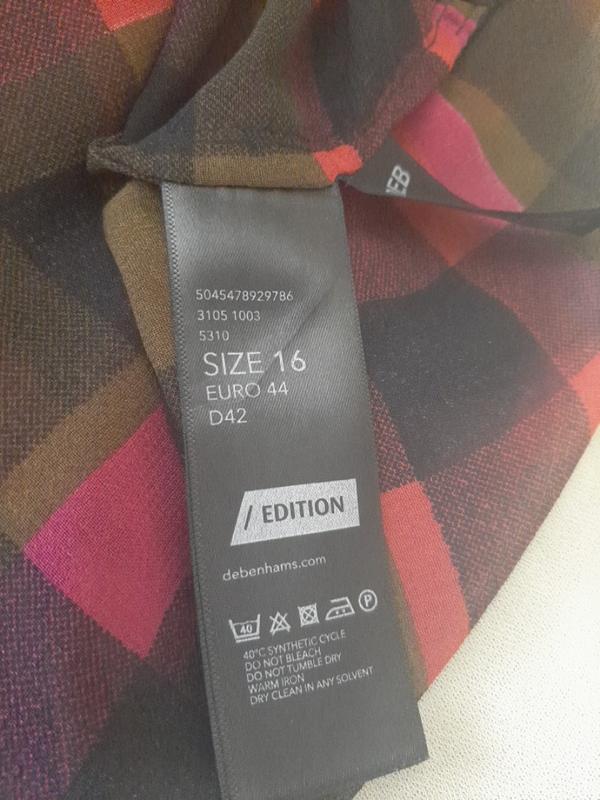 5045478929786
3105 1003
5310
SIZE 16
EURO 44
D42
/ EDITION
debenhams.com
40
P
40°C SYNTHETIC CYCLE
DO NOT BLEACH
DO NOT TUMBLE DRY
WARM IRON
DRY CLEAN IN ANY SOLVENT